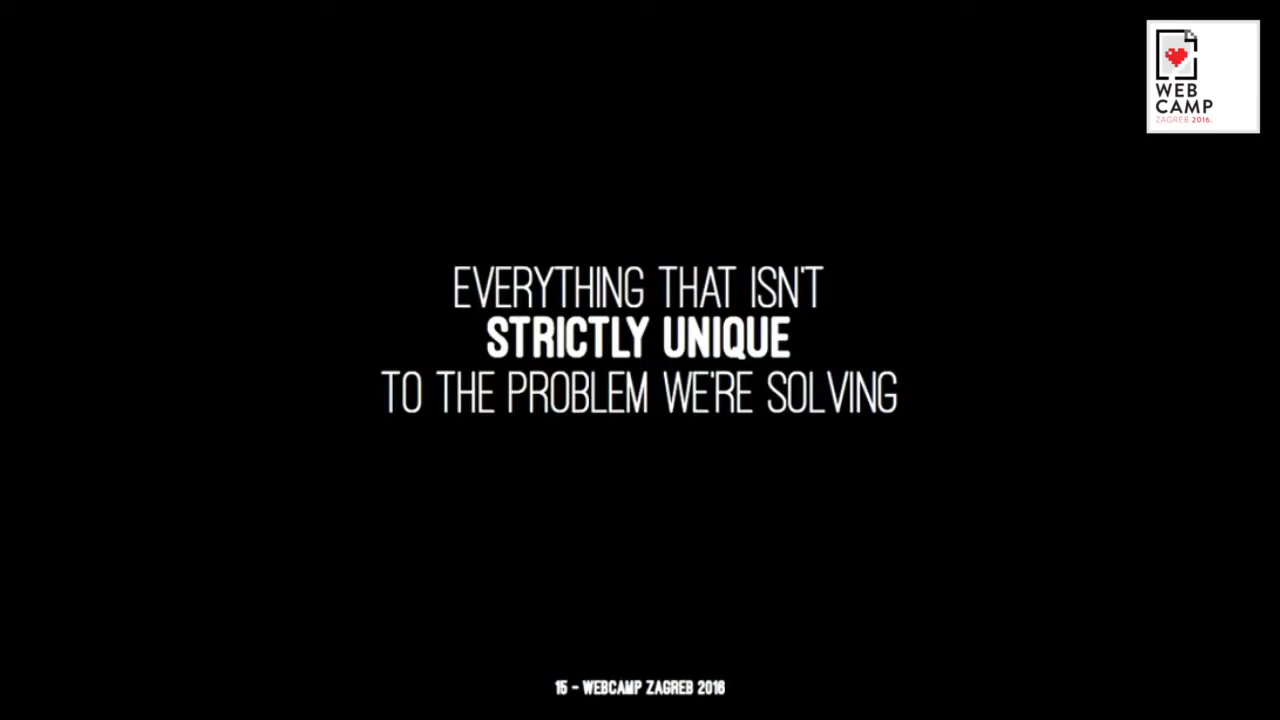 WEB
CAMP
ZAGREB 2016.
EVERYTHING THAT ISN'T
STRICTLY UNIQUE
TO THE PROBLEM WE'RE SOLVING
15 - WEBCAMP ZAGREB 2016